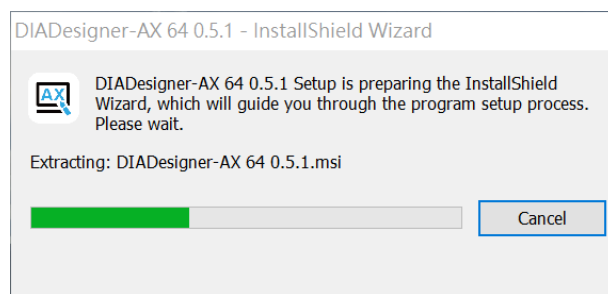 DIADesigner-AX 64 0.5.1 - InstallShield Wizard
AX
DIADesigner-AX 64 0.5.1 Setup is preparing the InstallShield
Wizard, which will guide you through the program setup process.
Please wait.
Extracting: DIADesigner-AX 64 0.5.1.msi
Cancel